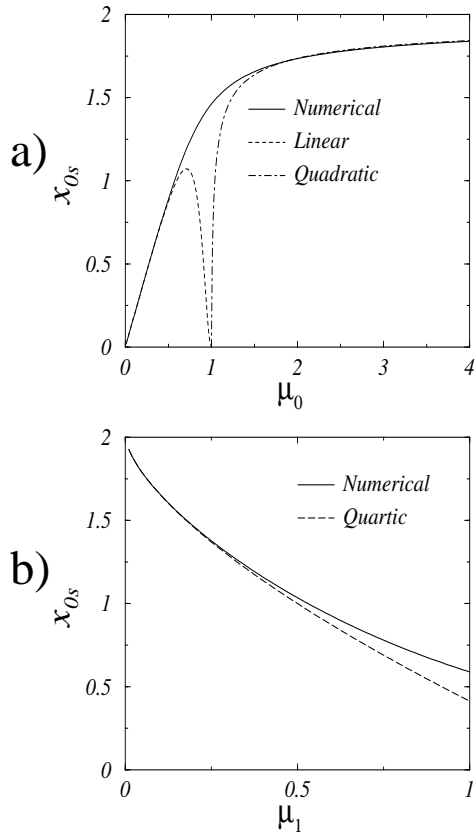 a)
x0s
2
1.5
1
0.5
0
Numerical
Linear
Quadratic
0 1 2 3 4
μ0
b)
x0s
2
1.5
1
0.5
0
Numerical
Quartic
0 0.5 1
μ1